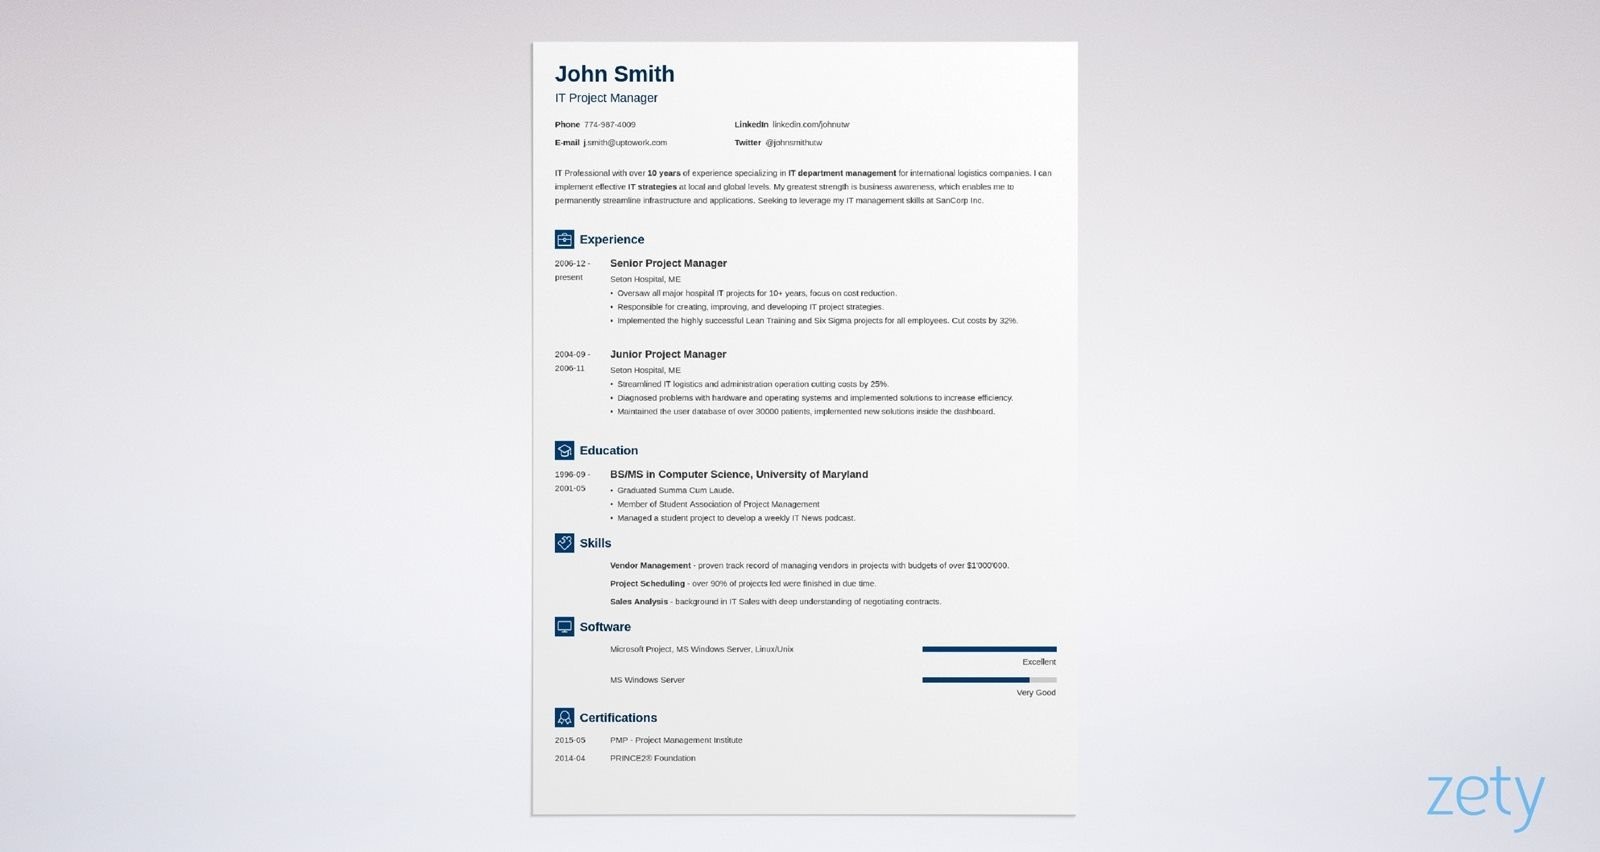 John Smith
IT Project Manager
Phone 774-987-4009
LinkedIn linkedin.com/johnutw
E-mail j.smith@uptowork.com
Twitter @johnsmithutw
IT Professional with over 10 years of experience specializing in IT department management for international logistics companies. I can
implement effective IT strategies at local and global levels. My greatest strength is business awareness, which enables me to
permanently streamline infrastructure and applications. Seeking to leverage my IT management skills at SanCorp Inc.
Experience
2006-12 -
present
Senior Project Manager
Seton Hospital, ME
• Oversaw all major hospital IT projects for 10+ years, focus on cost reduction.
• Responsible for creating, improving, and developing IT project strategies.
• Implemented the highly successful Lean Training and Six Sigma projects for all employees. Cut costs by 32%.
2004-09 -
2006-11
Junior Project Manager
Seton Hospital, ME
• Streamlined IT logistics and administration operation cutting costs by 25%.
• Diagnosed problems with hardware and operating systems and implemented solutions to increase efficiency.
• Maintained the user database of over 30000 patients, implemented new solutions inside the dashboard.
Education
1996-09 -
2001-05
BS/MS in Computer Science, University of Maryland
• Graduated Summa Cum Laude.
• Member of Student Association of Project Management
• Managed a student project to develop a weekly IT News podcast.
Skills
Vendor Management - proven track record of managing vendors in projects with budgets of over $1'000'000.
Project Scheduling - over 90% of projects led were finished in due time.
Sales Analysis - background in IT Sales with deep understanding of negotiating contracts.
Software
Microsoft Project, MS Windows Server, Linux/Unix
Excellent
MS Windows Server
Very Good
Certifications
2015-05 PMP - Project Management Institute
2014-04 PRINCE2® Foundation
zety